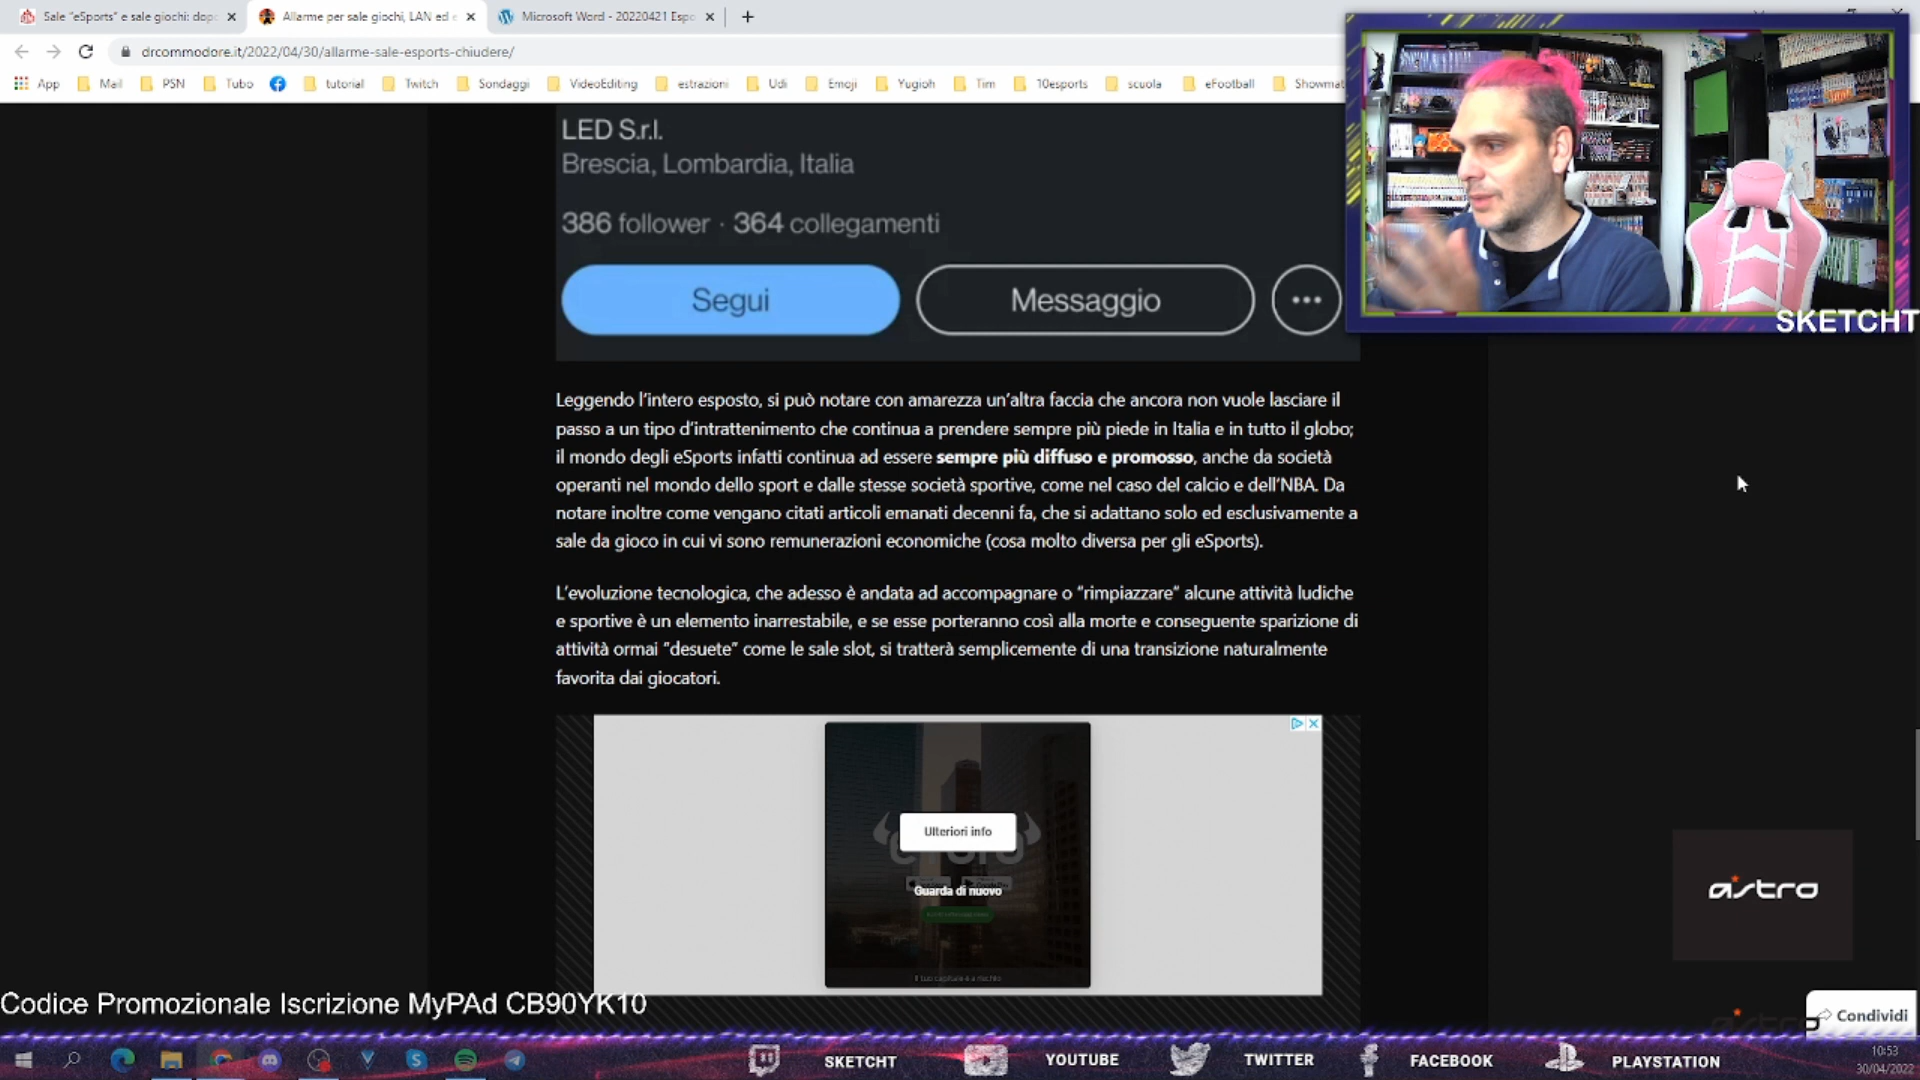 Sale "eSports" e sale giochi: dopo
Allarme per sale giochi, LAN ed e
Microsoft Word - 20220421 Espo
drcommodore.it/2022/04/30/allarme-sale-esports-chiudere/
App
Mail
PSN
Tubo
tutorial
Twitch
Sondaggi
VideoEditing
estrazioni
Udi
Emoji
Yugioh
Tim
10esports
scuola
eFootball
Showmat
SKETCHT
LED S.r.l.
Brescia, Lombardia, Italia
386 follower · 364 collegamenti
Segui
Messaggio
Leggendo l'intero esposto, si può notare con amarezza un'altra faccia che ancora non vuole lasciare il
passo a un tipo d'intrattenimento che continua a prendere sempre più piede in Italia e in tutto il globo;
il mondo degli eSports infatti continua ad essere sempre più diffuso e promosso, anche da società
operanti nel mondo dello sport e dalle stesse società sportive, come nel caso del calcio e dell'NBA. Da
notare inoltre come vengano citati articoli emanati decenni fa, che si adattano solo ed esclusivamente a
sale da gioco in cui vi sono remunerazioni economiche (cosa molto diversa per gli eSports).
L'evoluzione tecnologica, che adesso è andata ad accompagnare o "rimpiazzare" alcune attività ludiche
e sportive è un elemento inarrestabile, e se esse porteranno così alla morte e conseguente sparizione di
attività ormai "desuete" come le sale slot, si tratterà semplicemente di una transizione naturalmente
favorita dai giocatori.
Ulteriori info
Guarda di nuovo
Il tuo capitale è a rischio
astro
Codice Promozionale Iscrizione MyPAd CB90YK10
Condividi
SKETCHT
YOUTUBE
TWITTER
FACEBOOK
PLAYSTATION
10:53
30/04/2022